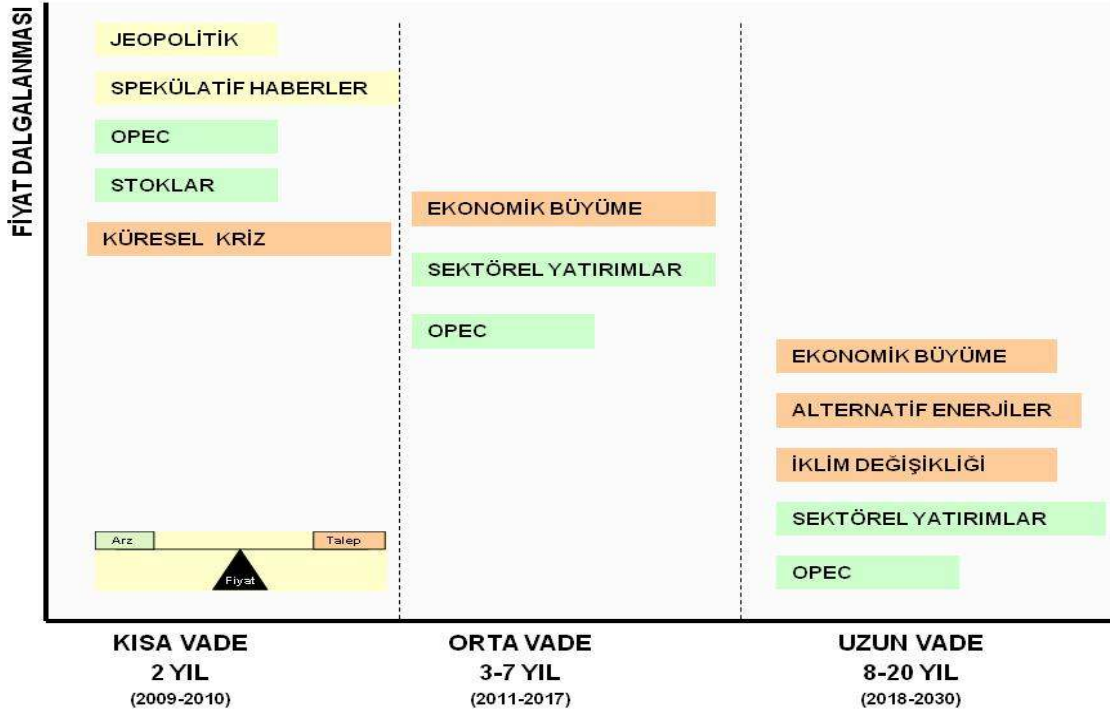 FİYAT DALGALANMASI
JEOPOLİTİK
SPEKÜLATİF HABERLER
OPEC
STOKLAR
KÜRESEL KRİZ
EKONOMİK BÜYÜME
SEKTÖREL YATIRIMLAR
OPEC
EKONOMİK BÜYÜME
ALTERNATİF ENERJİLER
İKLİM DEĞİŞİKLİĞİ
SEKTÖREL YATIRIMLAR
OPEC
Arz
Talep
Fiyat
KISA VADE
2 YIL
(2009-2010)
ORTA VADE
3-7 YIL
(2011-2017)
UZUN VADE
8-20 YIL
(2018-2030)